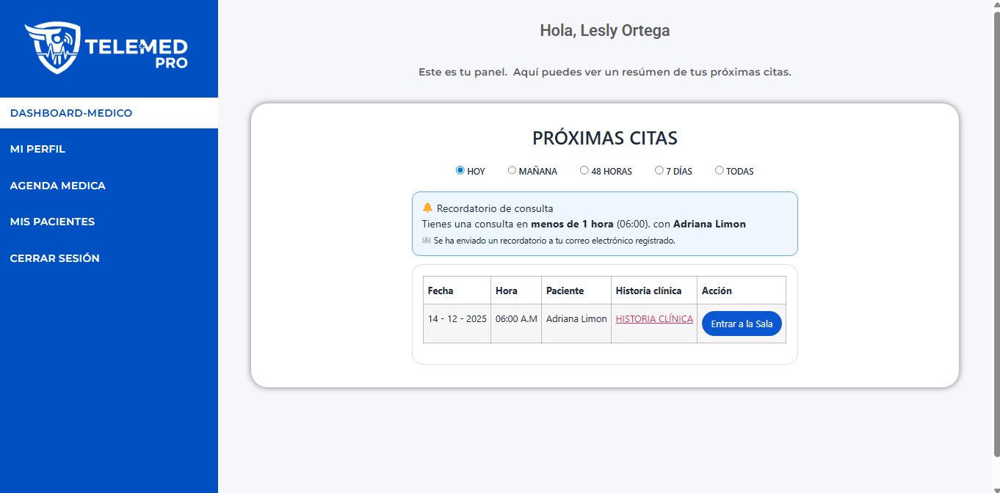 TELEMED
PRO
DASHBOARD-MEDICO
MI PERFIL
AGENDA MEDICA
MIS PACIENTES
CERRAR SESIÓN
Hola, Lesly Ortega
Este es tu panel.  Aquí puedes ver un resúmen de tus próximas citas.
PRÓXIMAS CITAS
HOY MAÑANA 48 HORAS 7 DÍAS TODAS
🔔 Recordatorio de consulta
Tienes una consulta en menos de 1 hora (06:00). con Adriana Limon
📧 Se ha enviado un recordatorio a tu correo electrónico registrado.
Fecha Hora Paciente Historia clínica Acción
14 - 12 - 2025 06:00 A.M Adriana Limon HISTORIA CLÍNICA Entrar a la Sala